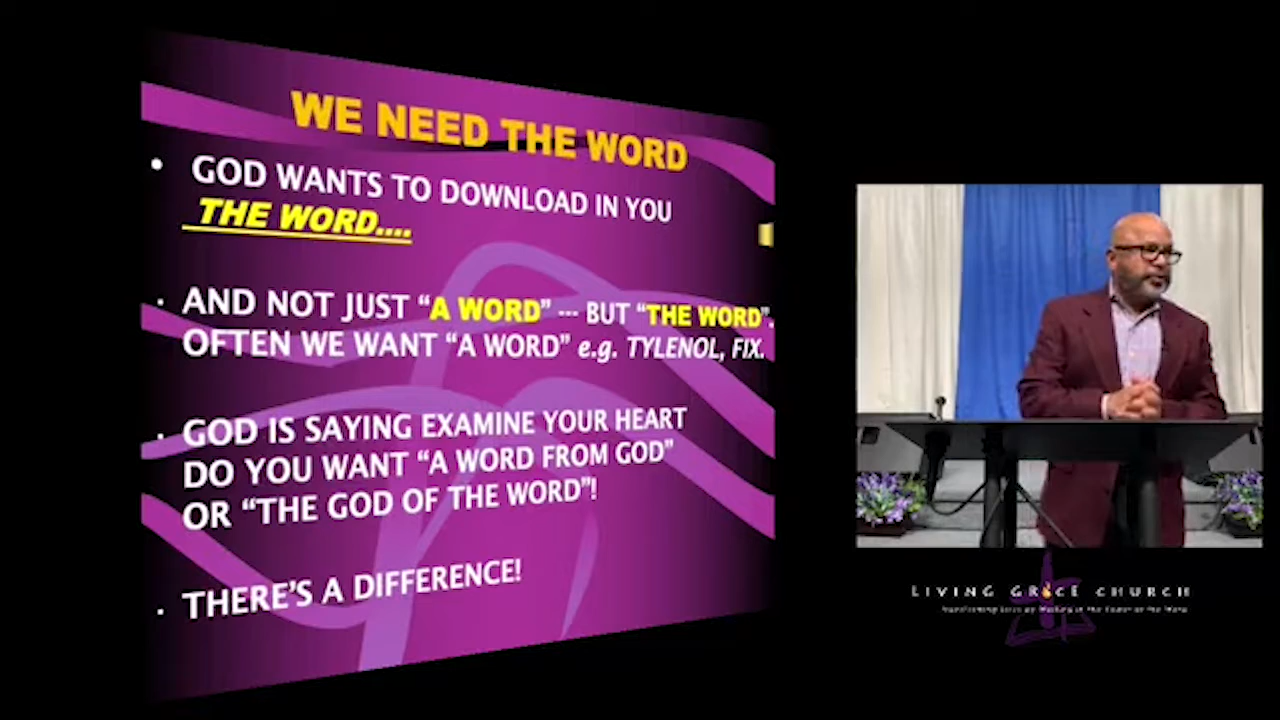 WE NEED THE WORD
• GOD WANTS TO DOWNLOAD IN YOU
THE WORD....
• AND NOT JUST “A WORD” --- BUT “THE WORD”.
OFTEN WE WANT “A WORD” e.g. TYLENOL, FIX.
• GOD IS SAYING EXAMINE YOUR HEART
DO YOU WANT “A WORD FROM GOD”
OR “THE GOD OF THE WORD”!
• THERE’S A DIFFERENCE!
LIVING GRACE CHURCH